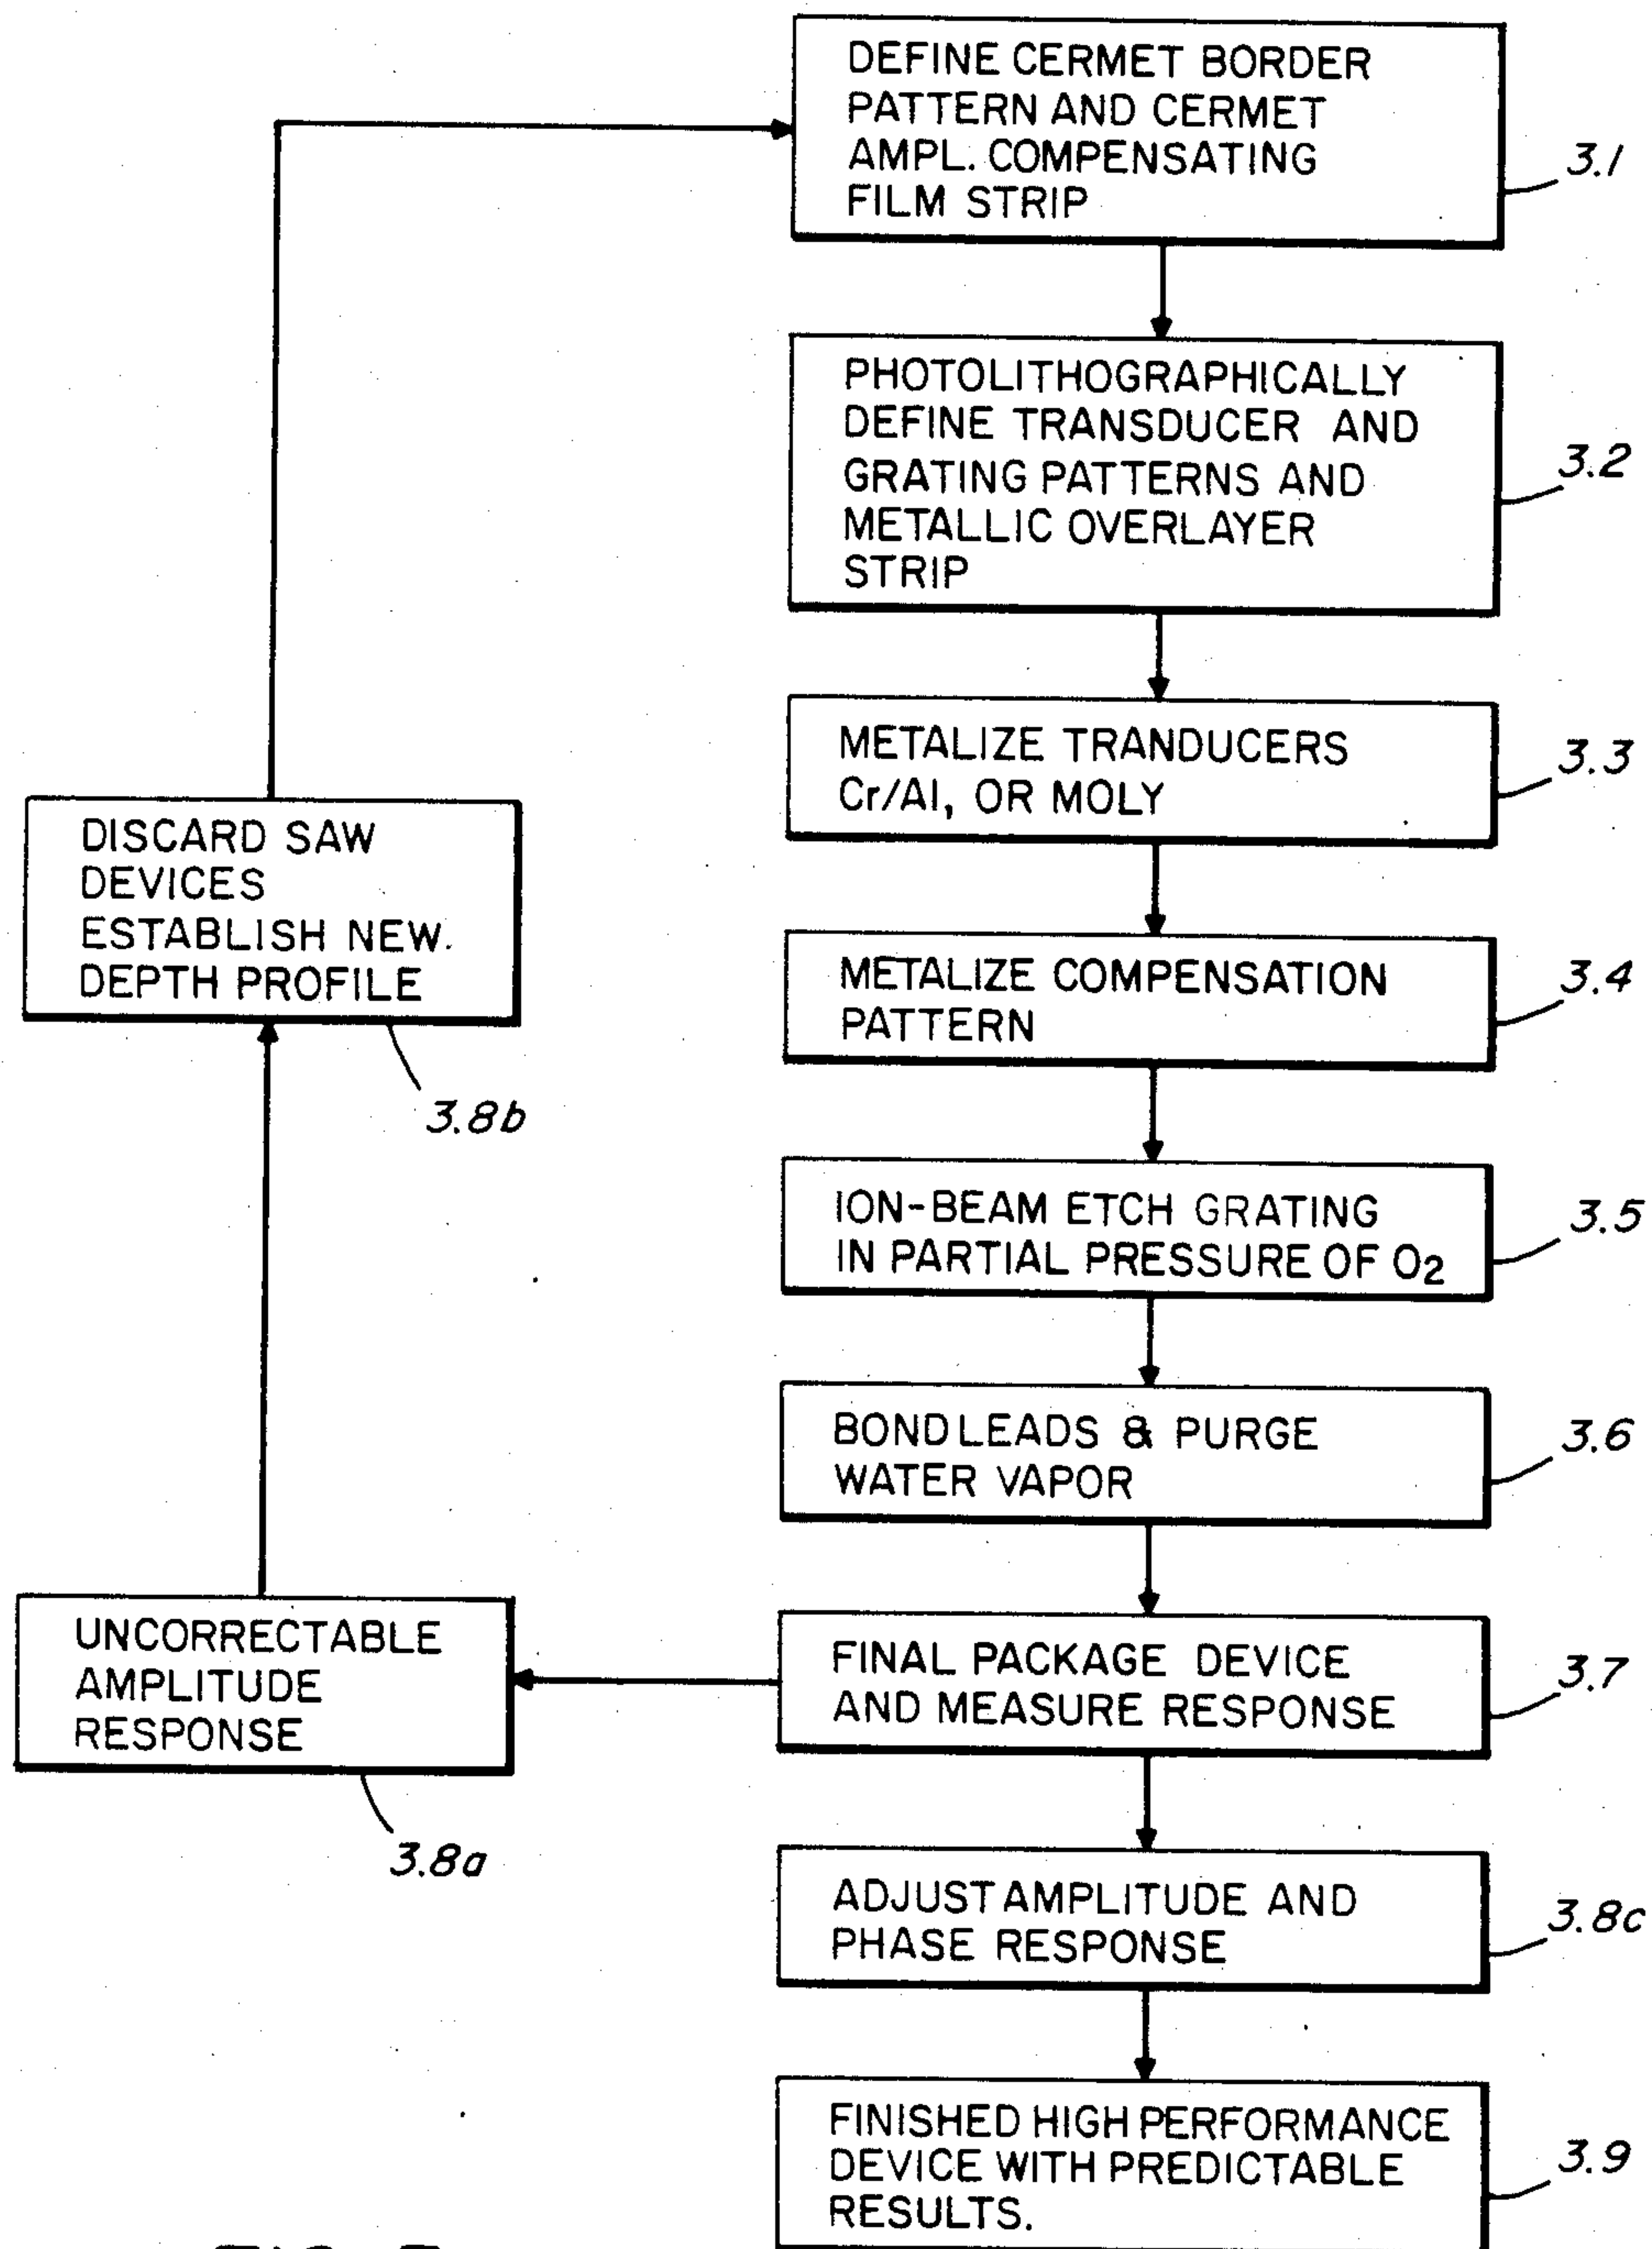 DEFINE CERMET BORDER
PATTERN AND CERMET
AMPL. COMPENSATING
FILM STRIP
3.1
PHOTOLITHOGRAPHICALLY
DEFINE TRANSDUCER AND
GRATING PATTERNS AND
METALLIC OVERLAYER
STRIP
3.2
METALIZE TRANDUCERS
Cr/Al, OR MOLY
3.3
DISCARD SAW
DEVICES
ESTABLISH NEW.
DEPTH PROFILE
3.8b
METALIZE COMPENSATION
PATTERN
3.4
ION-BEAM ETCH GRATING
IN PARTIAL PRESSURE OF O2
3.5
BOND LEADS & PURGE
WATER VAPOR
3.6
UNCORRECTABLE
AMPLITUDE
RESPONSE
3.8a
FINAL PACKAGE DEVICE
AND MEASURE RESPONSE
3.7
ADJUST AMPLITUDE AND
PHASE RESPONSE
3.8c
FINISHED HIGH PERFORMANCE
DEVICE WITH PREDICTABLE
RESULTS.
3.9